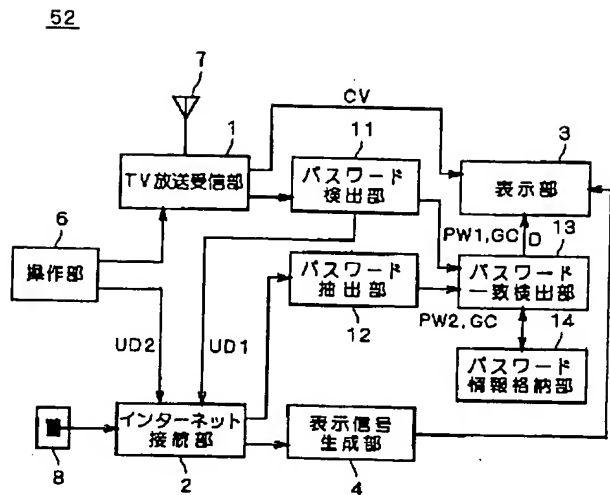 52
7
CV
1
11
3
TV放送受信部
パスワード
検出部
表示部
6
操作部
PW1,GC
D
13
パスワード
抽出部
パスワード
一致検出部
12
PW2,GC
14
UD2
UD1
パスワード
情報格納部
インターネット
接続部
表示信号
生成部
8
2
4